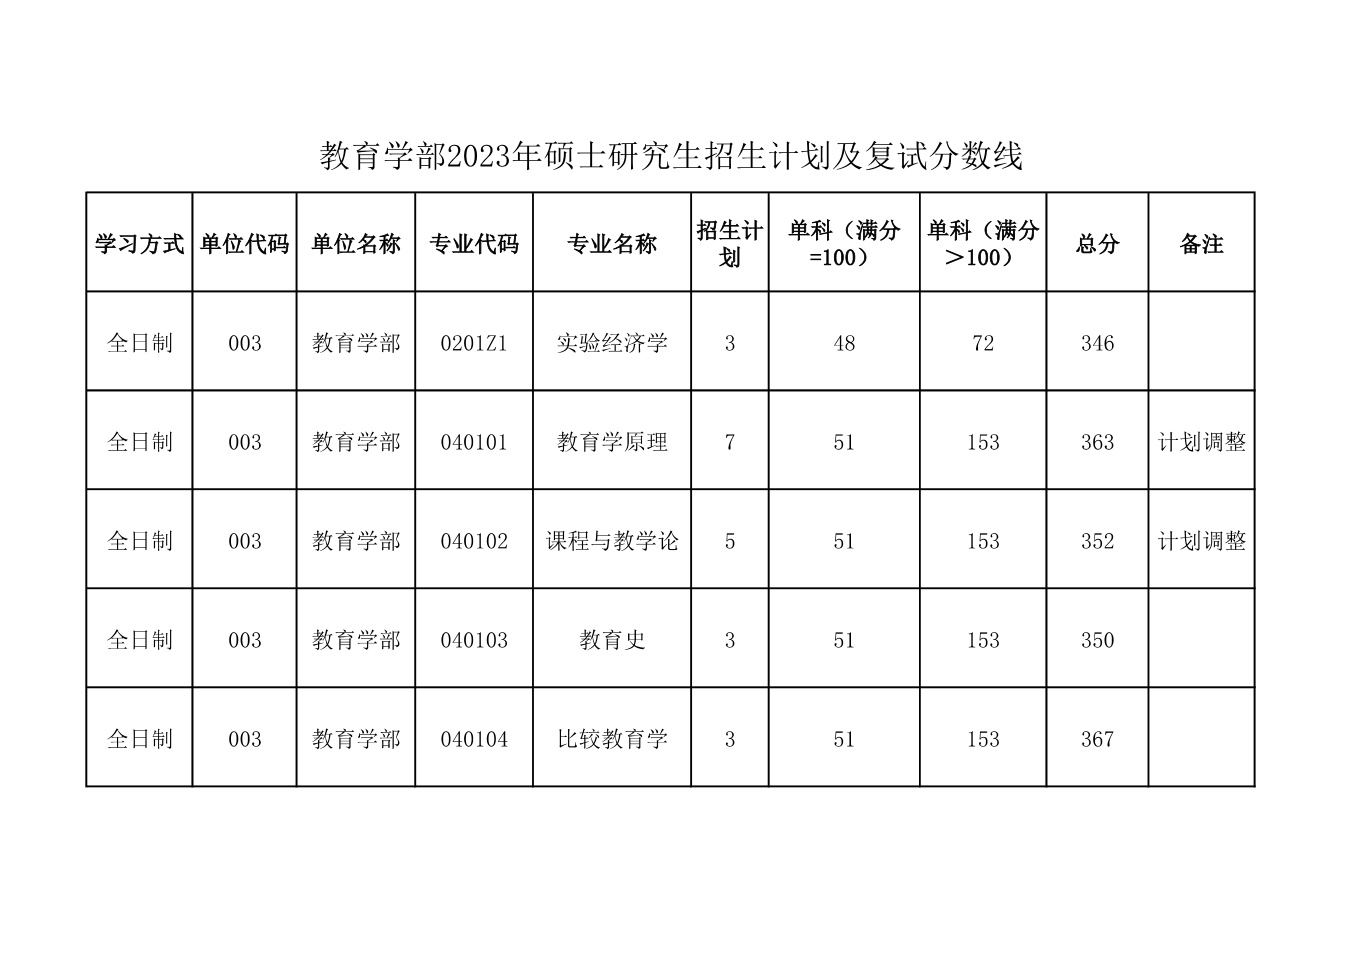 教育学部2023年硕士研究生招生计划及复试分数线
学习方式 单位代码 单位名称 专业代码 专业名称 招生计划 单科（满分=100） 单科（满分＞100） 总分 备注
全日制 003 教育学部 0201Z1 实验经济学 3 48 72 346
全日制 003 教育学部 040101 教育学原理 7 51 153 363 计划调整
全日制 003 教育学部 040102 课程与教学论 5 51 153 352 计划调整
全日制 003 教育学部 040103 教育史 3 51 153 350
全日制 003 教育学部 040104 比较教育学 3 51 153 367